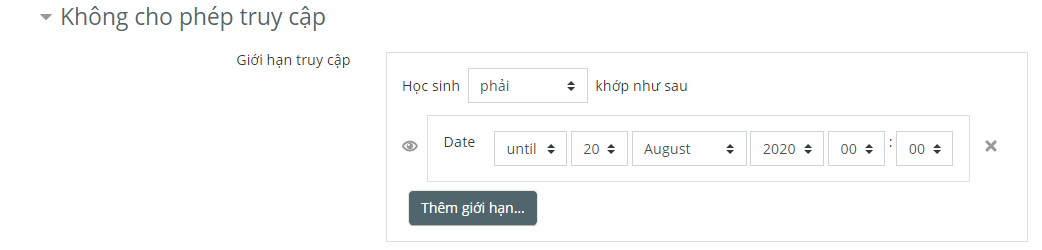 Không cho phép truy cập
Giới hạn truy cập
Học sinh phải khớp như sau
Date until 20 August 2020 00 : 00
Thêm giới hạn...